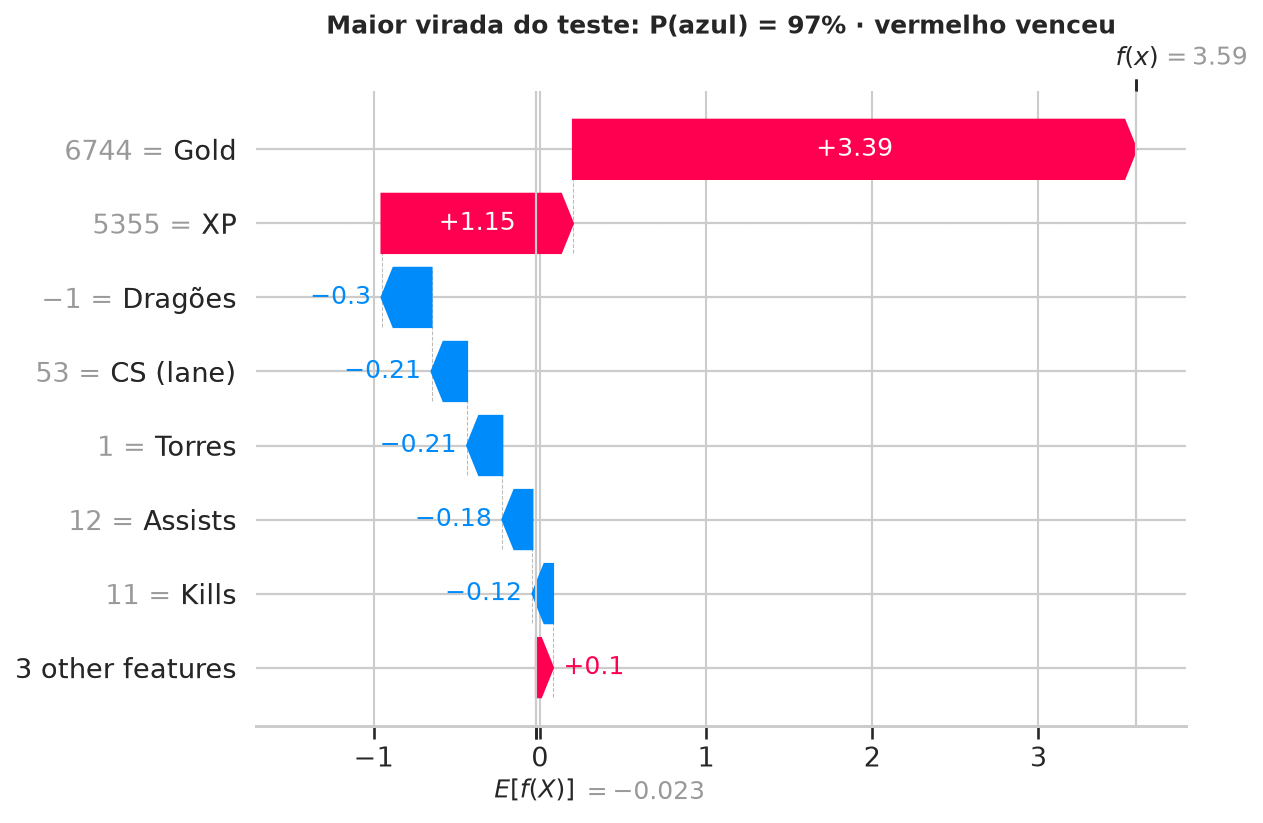 Maior virada do teste: P(azul) = 97% · vermelho venceu
f(x) = 3.59
6744 = Gold
+3.39
5355 = XP
+1.15
−1 = Dragões
−0.3
53 = CS (lane)
−0.21
1 = Torres
−0.21
12 = Assists
−0.18
11 = Kills
−0.12
3 other features
+0.1
−1 0 1 2 3
E[f(X)] = −0.023